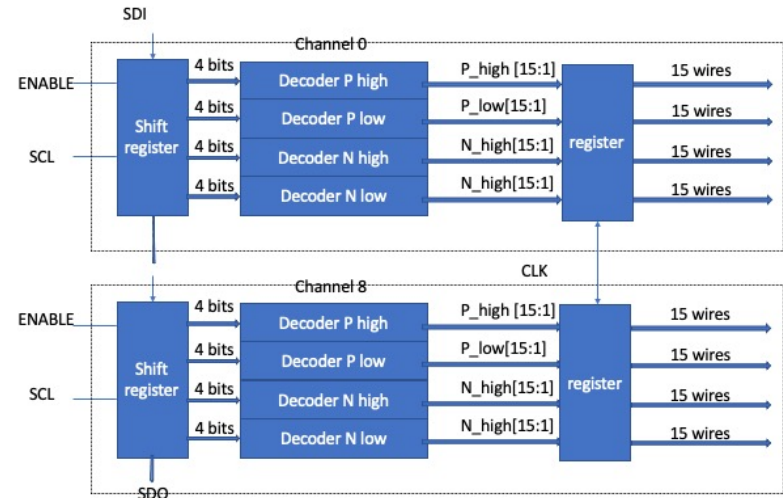 SDI
Channel 0
ENABLE
SCL
Shift
register
4 bits
4 bits
4 bits
4 bits
Decoder P high
Decoder P low
Decoder N high
Decoder N low
P_high [15:1]
P_low[15:1]
N_high[15:1]
N_high[15:1]
register
15 wires
15 wires
15 wires
15 wires
CLK
Channel 8
ENABLE
SCL
Shift
register
4 bits
4 bits
4 bits
4 bits
Decoder P high
Decoder P low
Decoder N high
Decoder N low
P_high [15:1]
P_low[15:1]
N_high[15:1]
N_high[15:1]
register
15 wires
15 wires
15 wires
15 wires
SDO